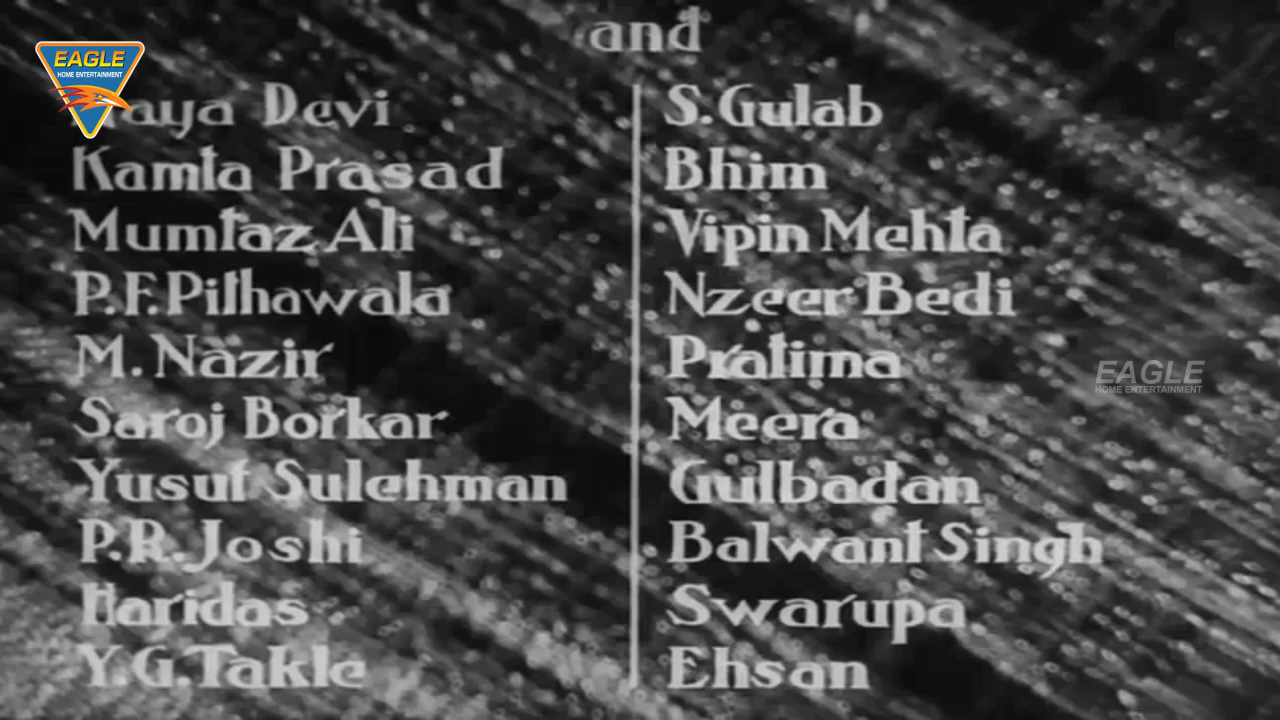 and
EAGLE
HOME ENTERTAINMENT
Devi
Kamta Prasad
Mumtaz Ali
P.F. Pithawala
M. Nazir
Saroj Borkar
Yusuf Sulehman
P.R. Joshi
Haridas
Y.G. Takle
S. Gulab
Bhim
Vipin Mehta
Nzeer Bedi
Pratima
Meera
Gulbadan
Balwant Singh
Swarupa
Ehsan
EAGLE
HOME ENTERTAINMENT